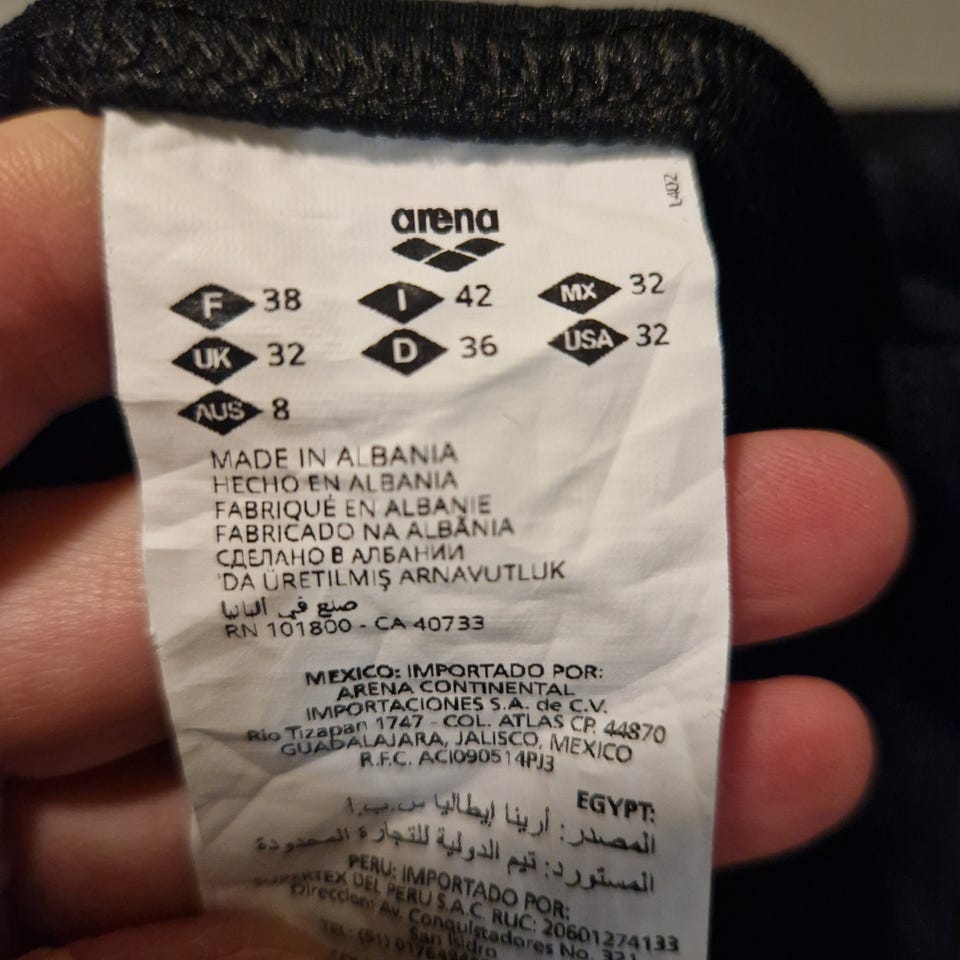 L402
arena
F 38 I 42 MX 32
UK 32 D 36 USA 32
AUS 8
MADE IN ALBANIA
HECHO EN ALBANIA
FABRIQUÉ EN ALBANIE
FABRICADO NA ALBÂNIA
СДЕЛАНО В АЛБАНИИ
'DA ÜRETILMIŞ ARNAVUTLUK
صنع في ألبانيا
RN 101800 - CA 40733
MEXICO: IMPORTADO POR:
ARENA CONTINENTAL
IMPORTACIONES S.A. de C.V.
Rio Tizapan 1747 - COL. ATLAS CP. 44870
GUADALAJARA, JALISCO, MEXICO
R.F.C. ACI090514PJ3
EGYPT:
المصدر: أرينا إيطاليا س.ب.ا
المستورد: تيم الدولية للتجارة المحدودة
PERU: IMPORTADO POR:
SUPERTEX DEL PERU S.A.C. RUC: 20601274133
Direccion: Av. Conquistadores No. 321
San Isidro
TEL: (51)